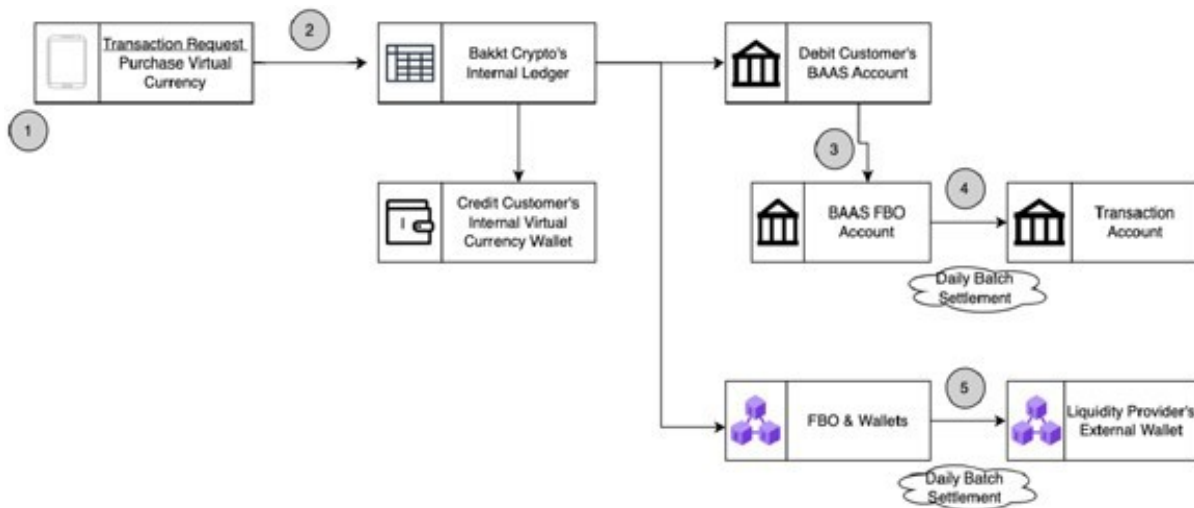 1
Transaction Request
Purchase Virtual
Currency
2
Bakkt Crypto's
Internal Ledger
Debit Customer's
BAAS Account
3
Credit Customer's
Internal Virtual
Currency Wallet
BAAS FBO
Account
4
Transaction
Account
Daily Batch
Settlement
FBO & Wallets
5
Liquidity Provider's
External Wallet
Daily Batch
Settlement